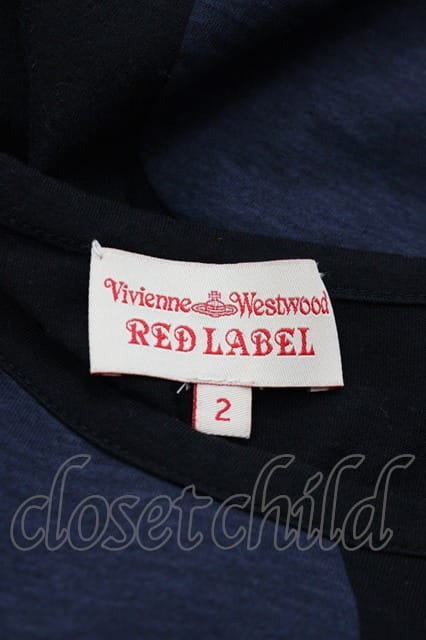 Vivienne Westwood
RED LABEL
2
closetchild